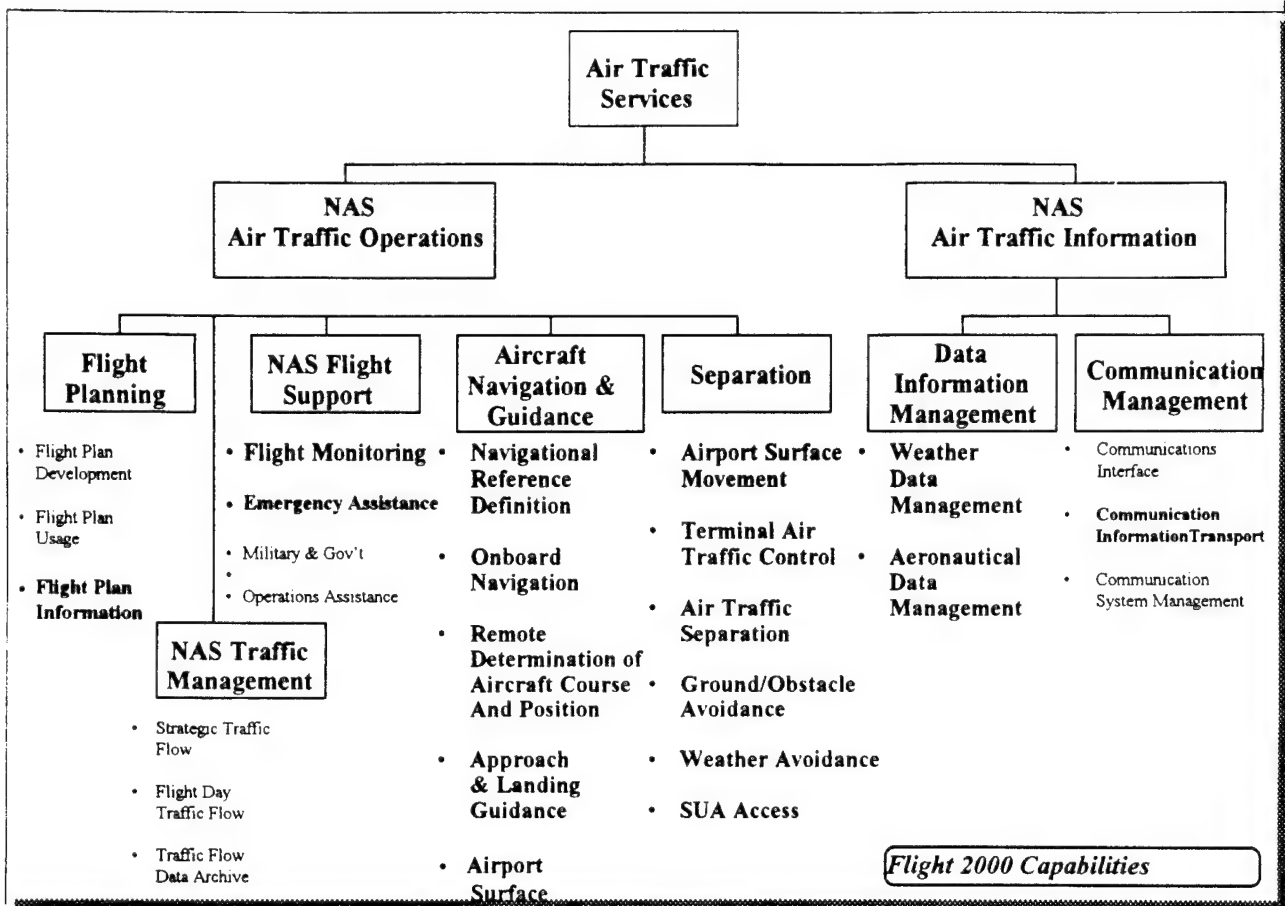 Air Traffic
Services
NAS
Air Traffic Operations
NAS
Air Traffic Information
Flight
Planning
• Flight Plan
Development
• Flight Plan
Usage
• Flight Plan
Information
NAS Traffic
Management
• Strategic Traffic
Flow
• Flight Day
Traffic Flow
• Traffic Flow
Data Archive
NAS Flight
Support
• Flight Monitoring
• Emergency Assistance
• Military & Gov't
•
• Operations Assistance
Aircraft
Navigation &
Guidance
• Navigational
Reference
Definition
• Onboard
Navigation
• Remote
Determination of
Aircraft Course
And Position
• Approach
& Landing
Guidance
• Airport
Surface
Separation
• Airport Surface
Movement
• Terminal Air
Traffic Control
• Air Traffic
Separation
• Ground/Obstacle
Avoidance
• Weather Avoidance
• SUA Access
Data
Information
Management
• Weather
Data
Management
• Aeronautical
Data
Management
Communication
Management
• Communications
Interface
• Communication
InformationTransport
• Communication
System Management
Flight 2000 Capabilities